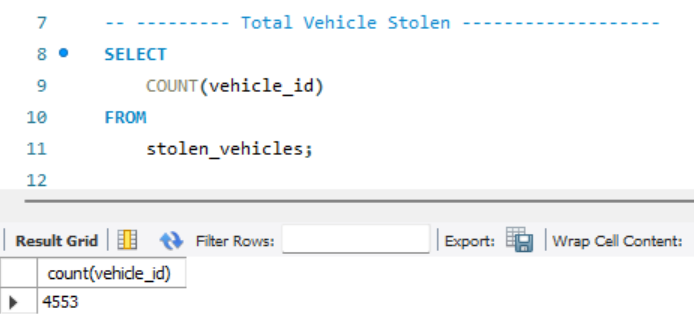 7 -- --------- Total Vehicle Stolen -------------------
8 SELECT
9 COUNT(vehicle_id)
10 FROM
11 stolen_vehicles;
12
Result Grid Filter Rows: Export: Wrap Cell Content:
count(vehicle_id)
4553